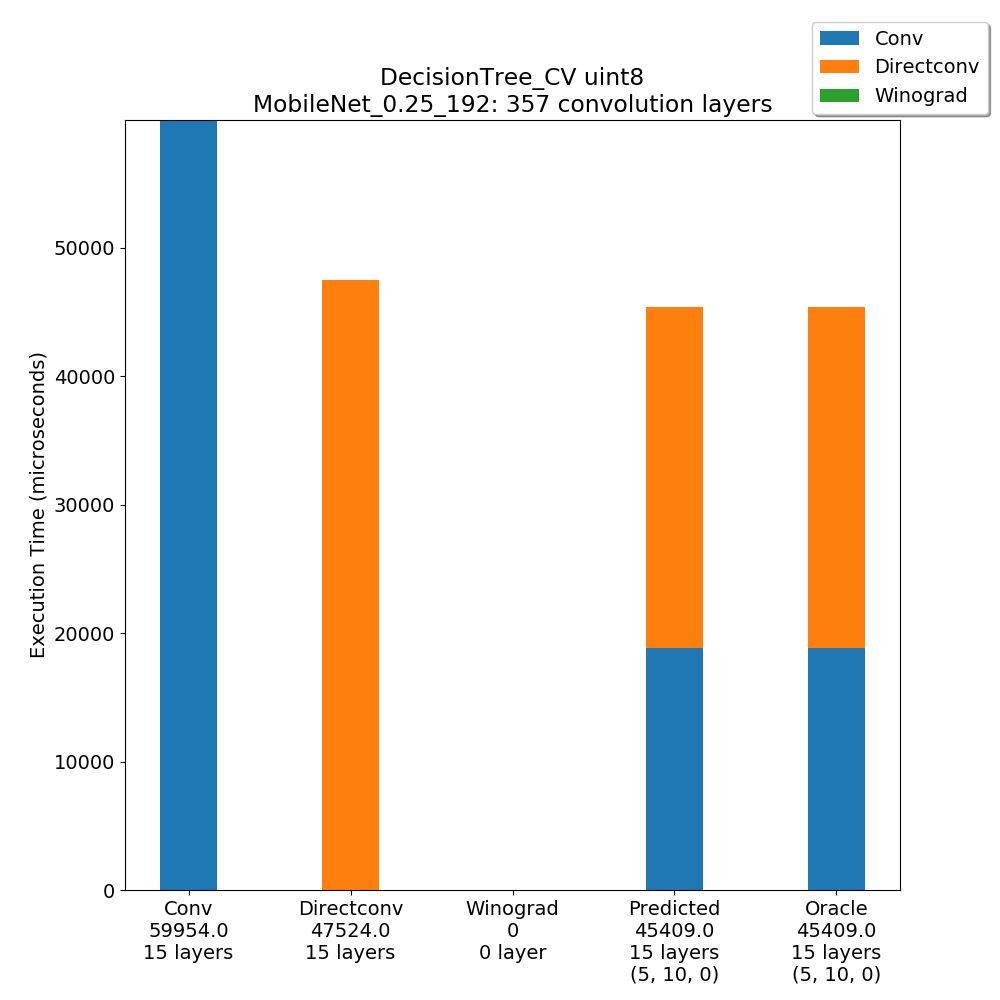 Conv
Directconv
Winograd
DecisionTree_CV uint8
MobileNet_0.25_192: 357 convolution layers
Execution Time (microseconds)
50000
40000
30000
20000
10000
0
Conv
59954.0
15 layers
Directconv
47524.0
15 layers
Winograd
0
0 layer
Predicted
45409.0
15 layers
(5, 10, 0)
Oracle
45409.0
15 layers
(5, 10, 0)